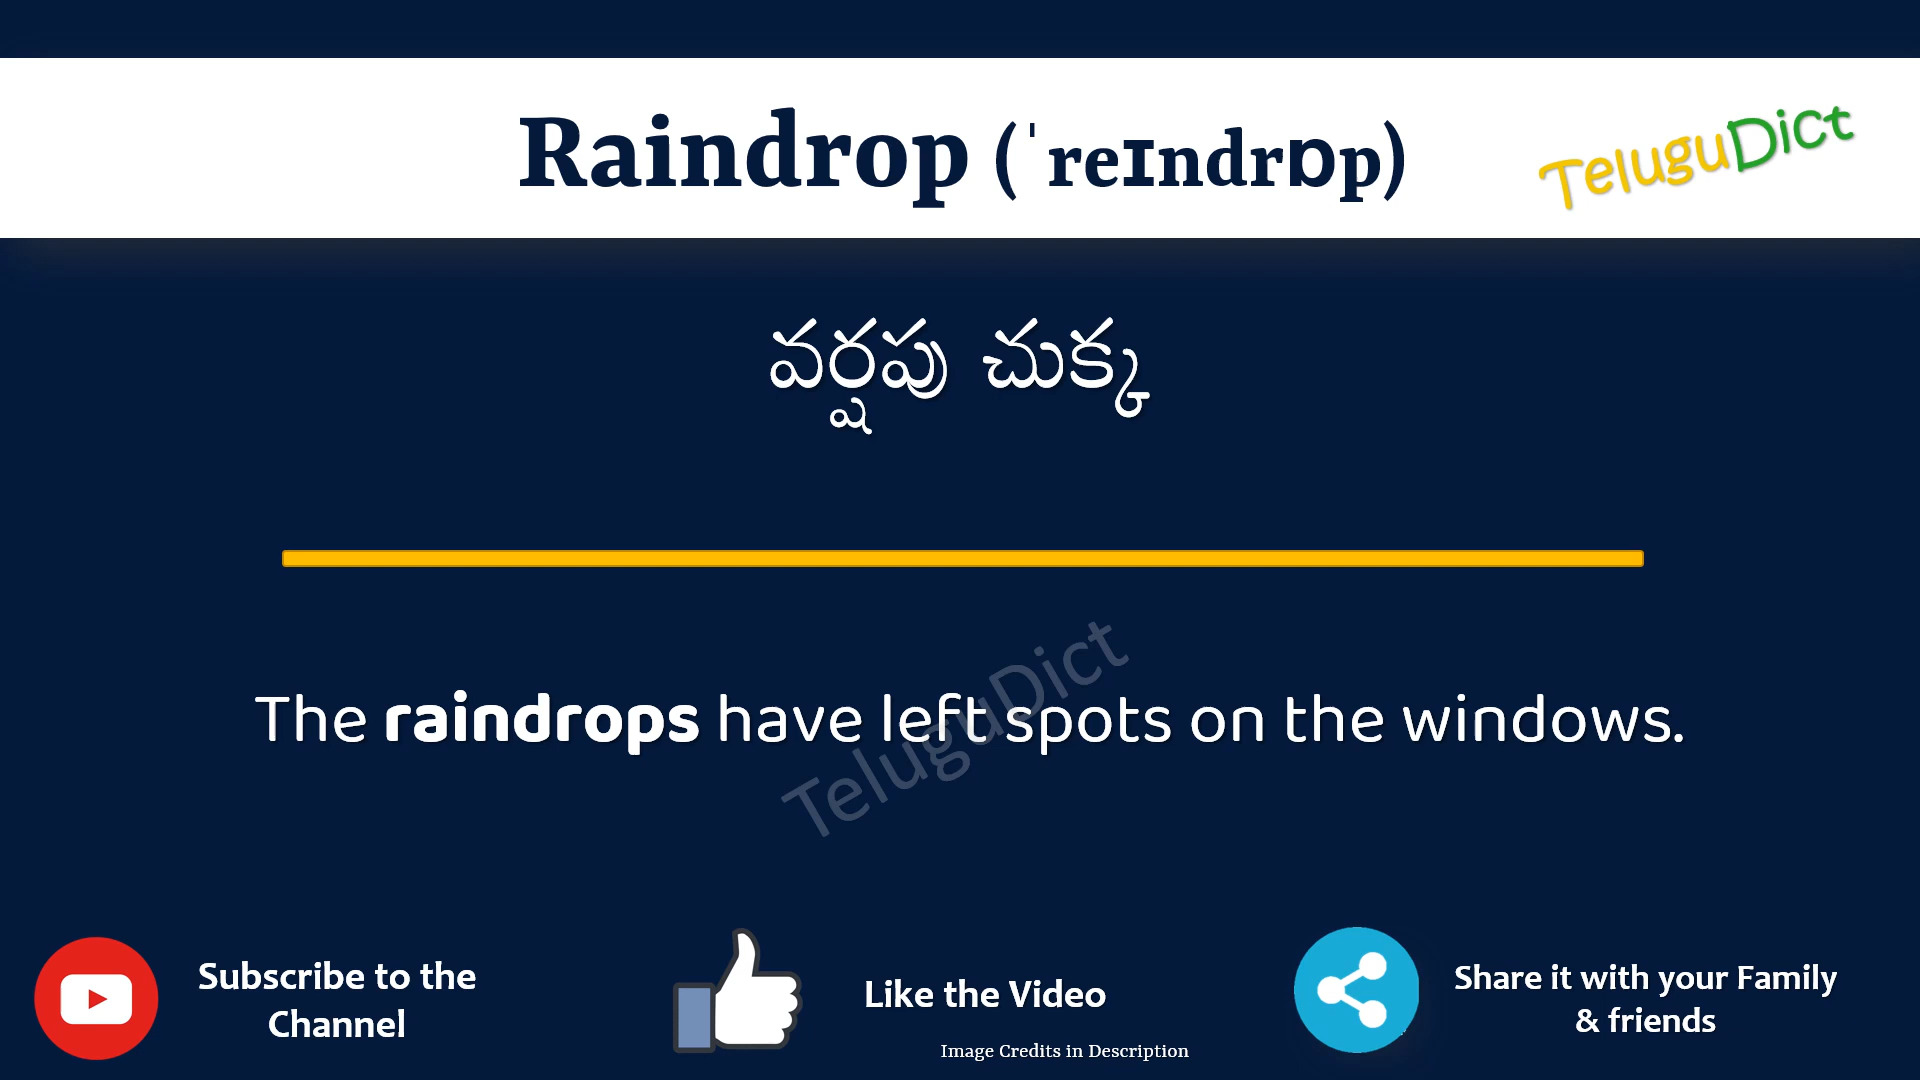 Raindrop (ˈreɪndrɒp)
TeluguDict
వర్షపు చుక్క
The raindrops have left spots on the windows.
TeluguDict
Subscribe to the
Channel
Like the Video
Share it with your Family
& friends
Image Credits in Description